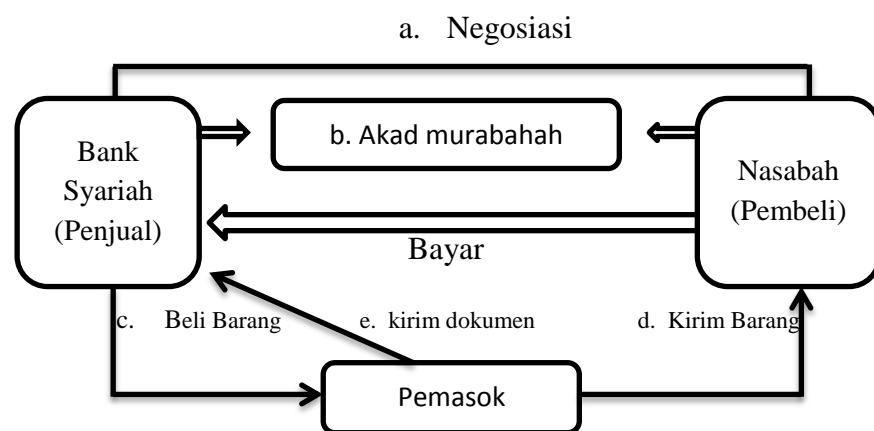 a. Negosiasi
Bank
Syariah
(Penjual)
b. Akad murabahah
Nasabah
(Pembeli)
Bayar
c. Beli Barang
e. kirim dokumen
d. Kirim Barang
Pemasok